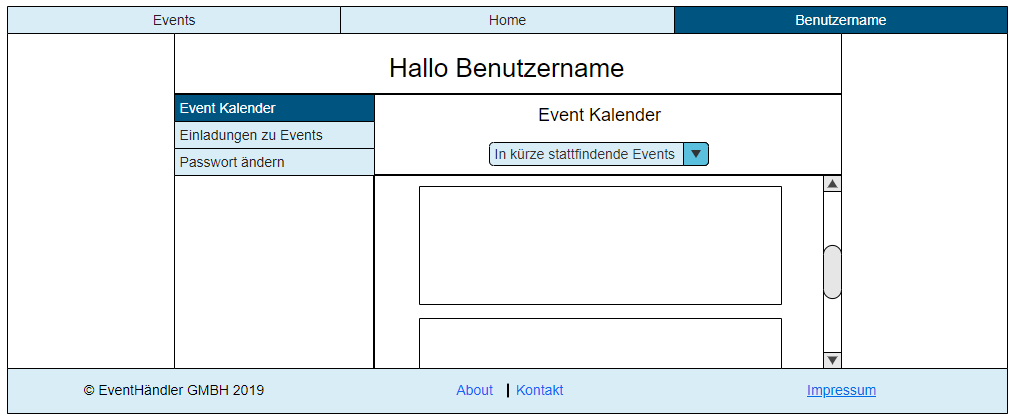 Events Home Benutzername
Hallo Benutzername
Event Kalender
Einladungen zu Events
Passwort ändern
Event Kalender
In kürze stattfindende Events
© EventHändler GMBH 2019 About | Kontakt Impressum